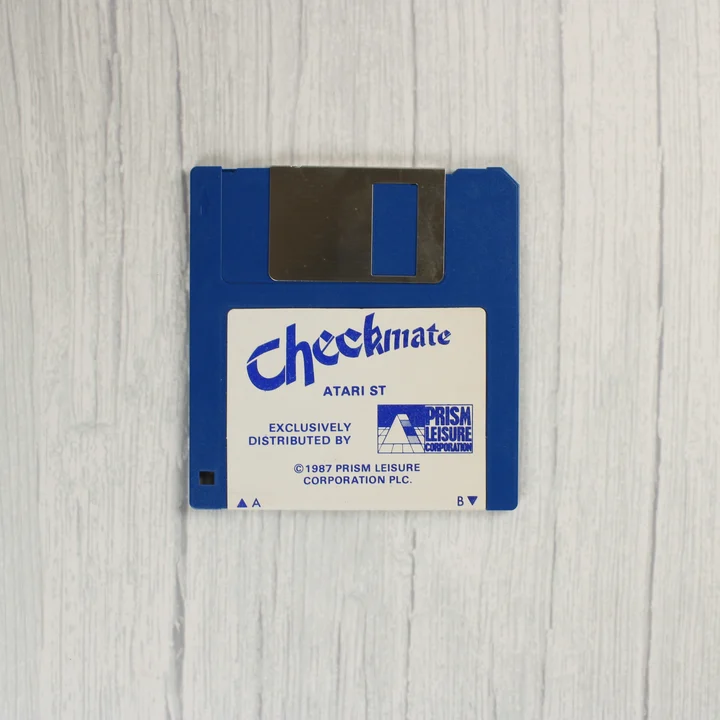 Checkmate
ATARI ST
EXCLUSIVELY
DISTRIBUTED BY
PRISM
LEISURE
CORPORATION
©1987 PRISM LEISURE
CORPORATION PLC.
▲ A B ▼